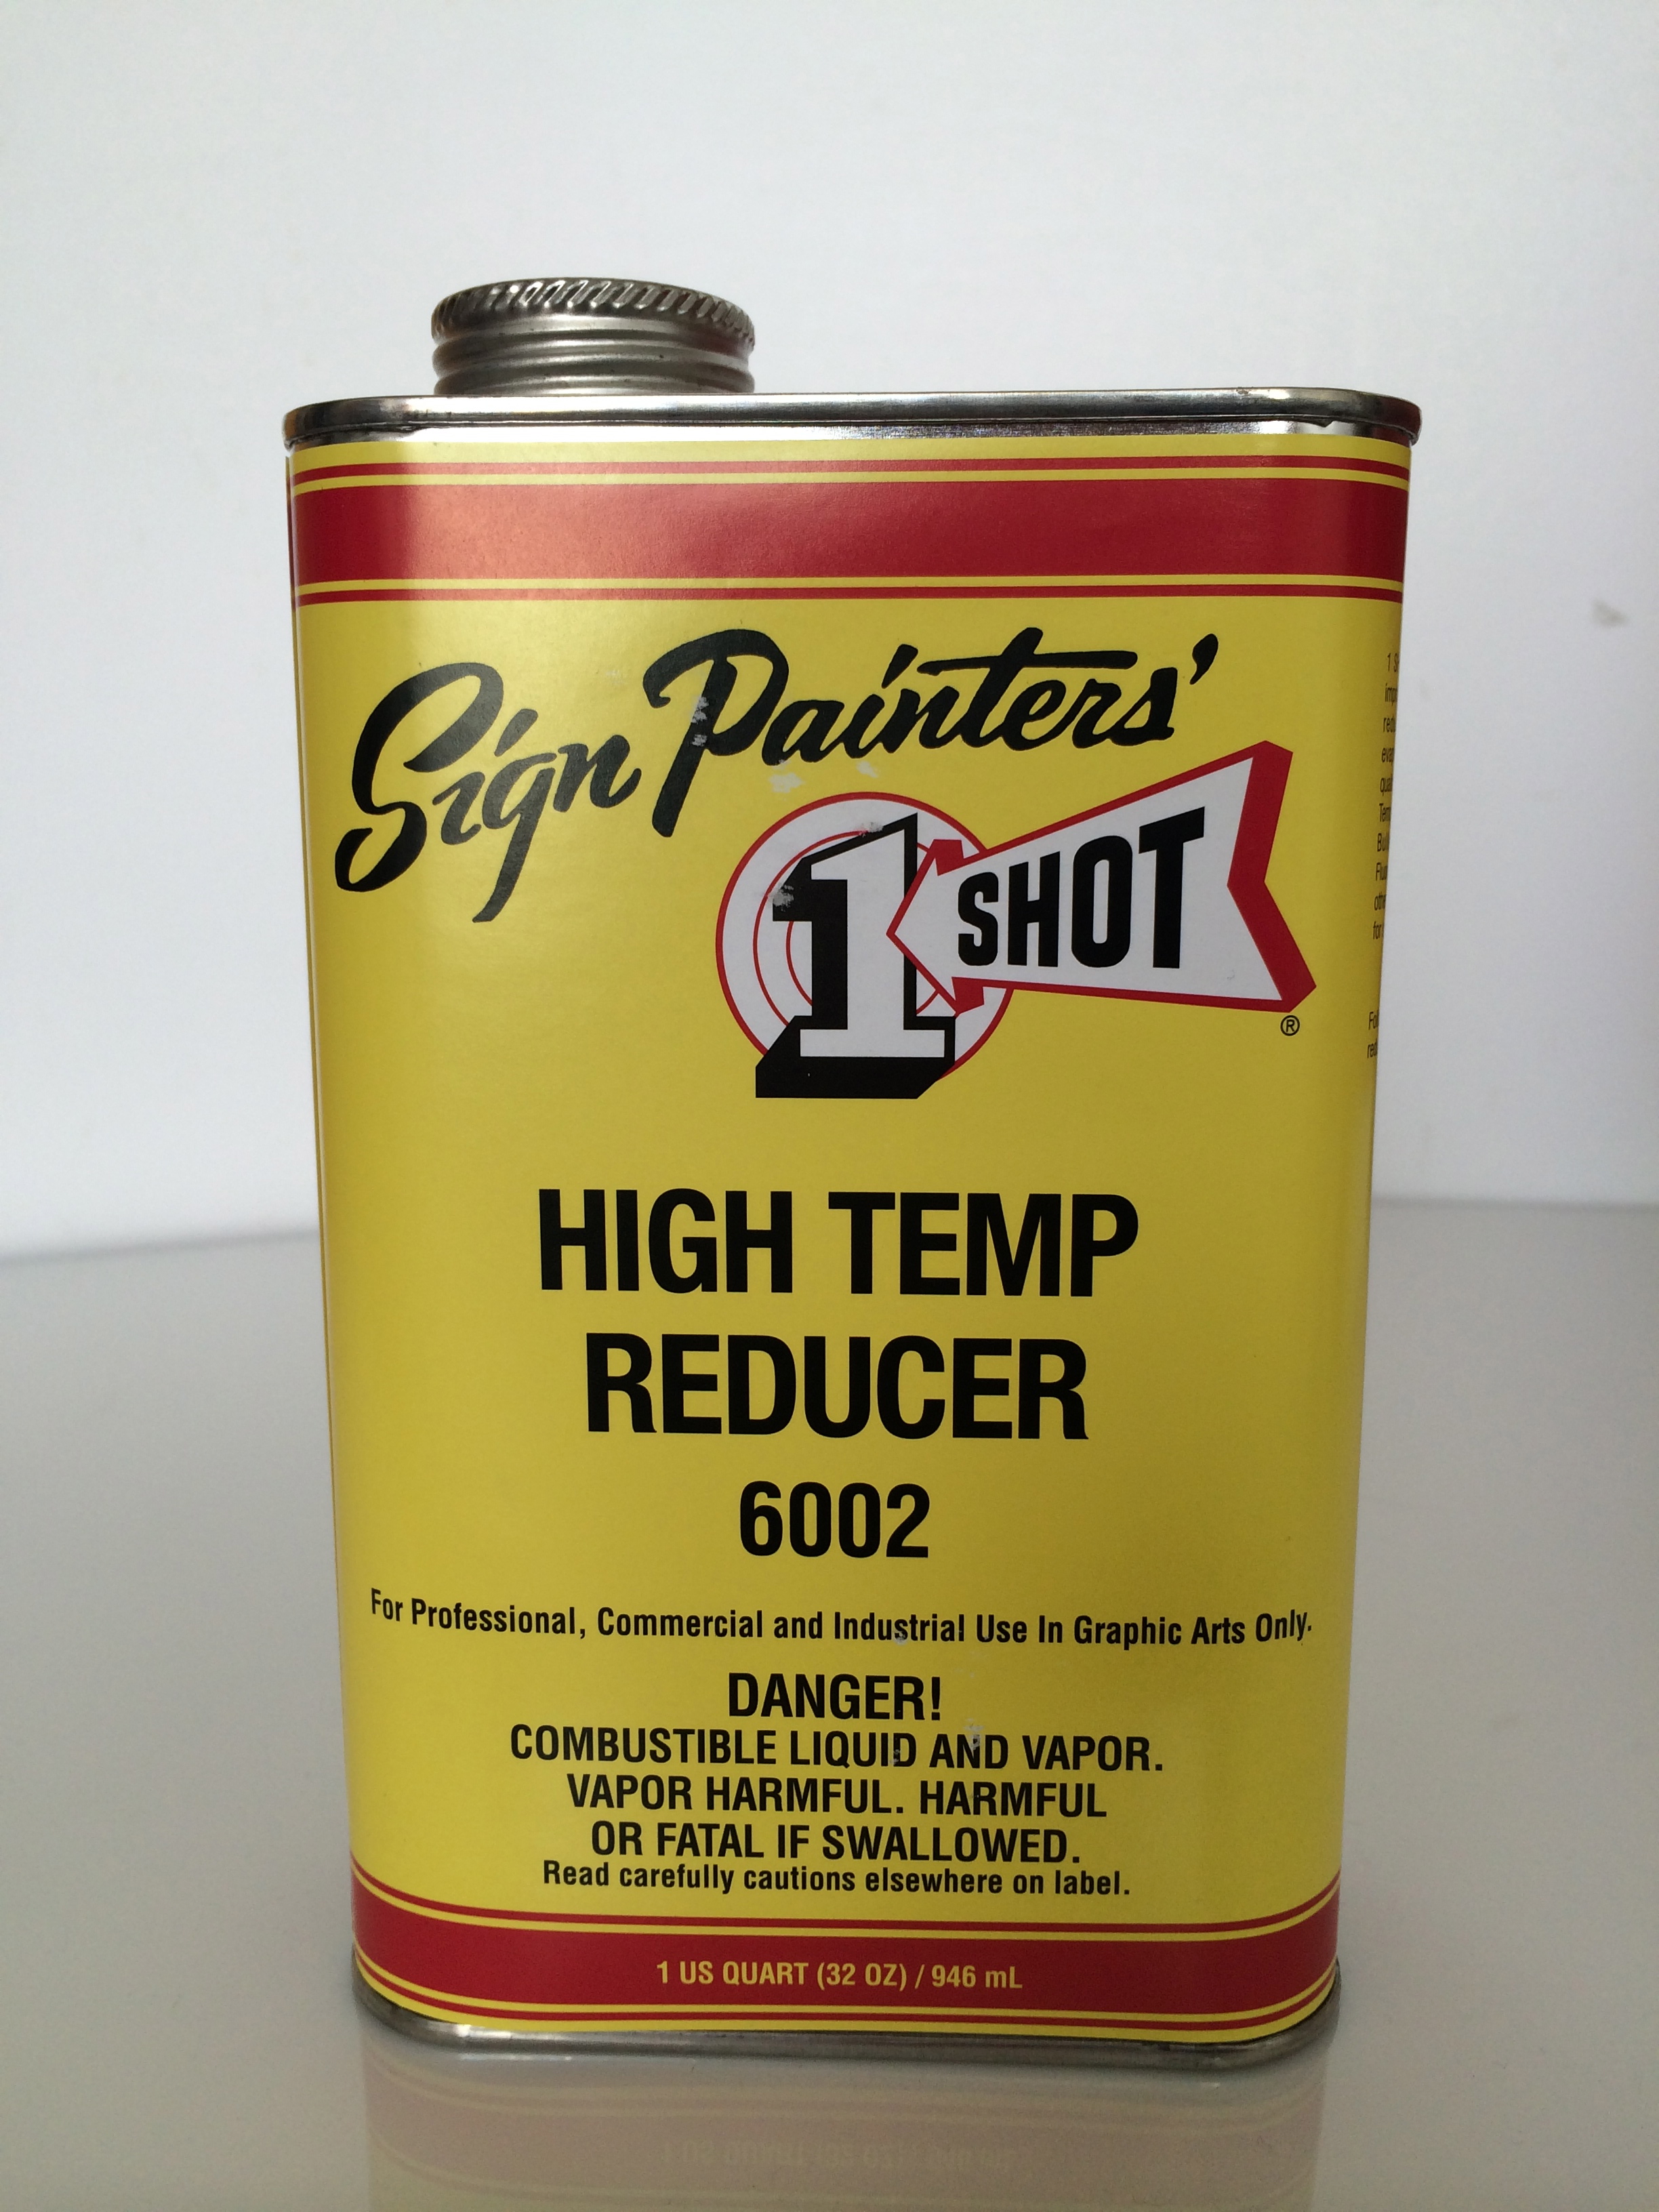 Sign Painters'
1 SHOT
®
HIGH TEMP
REDUCER
6002
For Professional, Commercial and Industrial Use In Graphic Arts Only.
DANGER!
COMBUSTIBLE LIQUID AND VAPOR.
VAPOR HARMFUL. HARMFUL
OR FATAL IF SWALLOWED.
Read carefully cautions elsewhere on label.
1 US QUART (32 OZ) / 946 mL